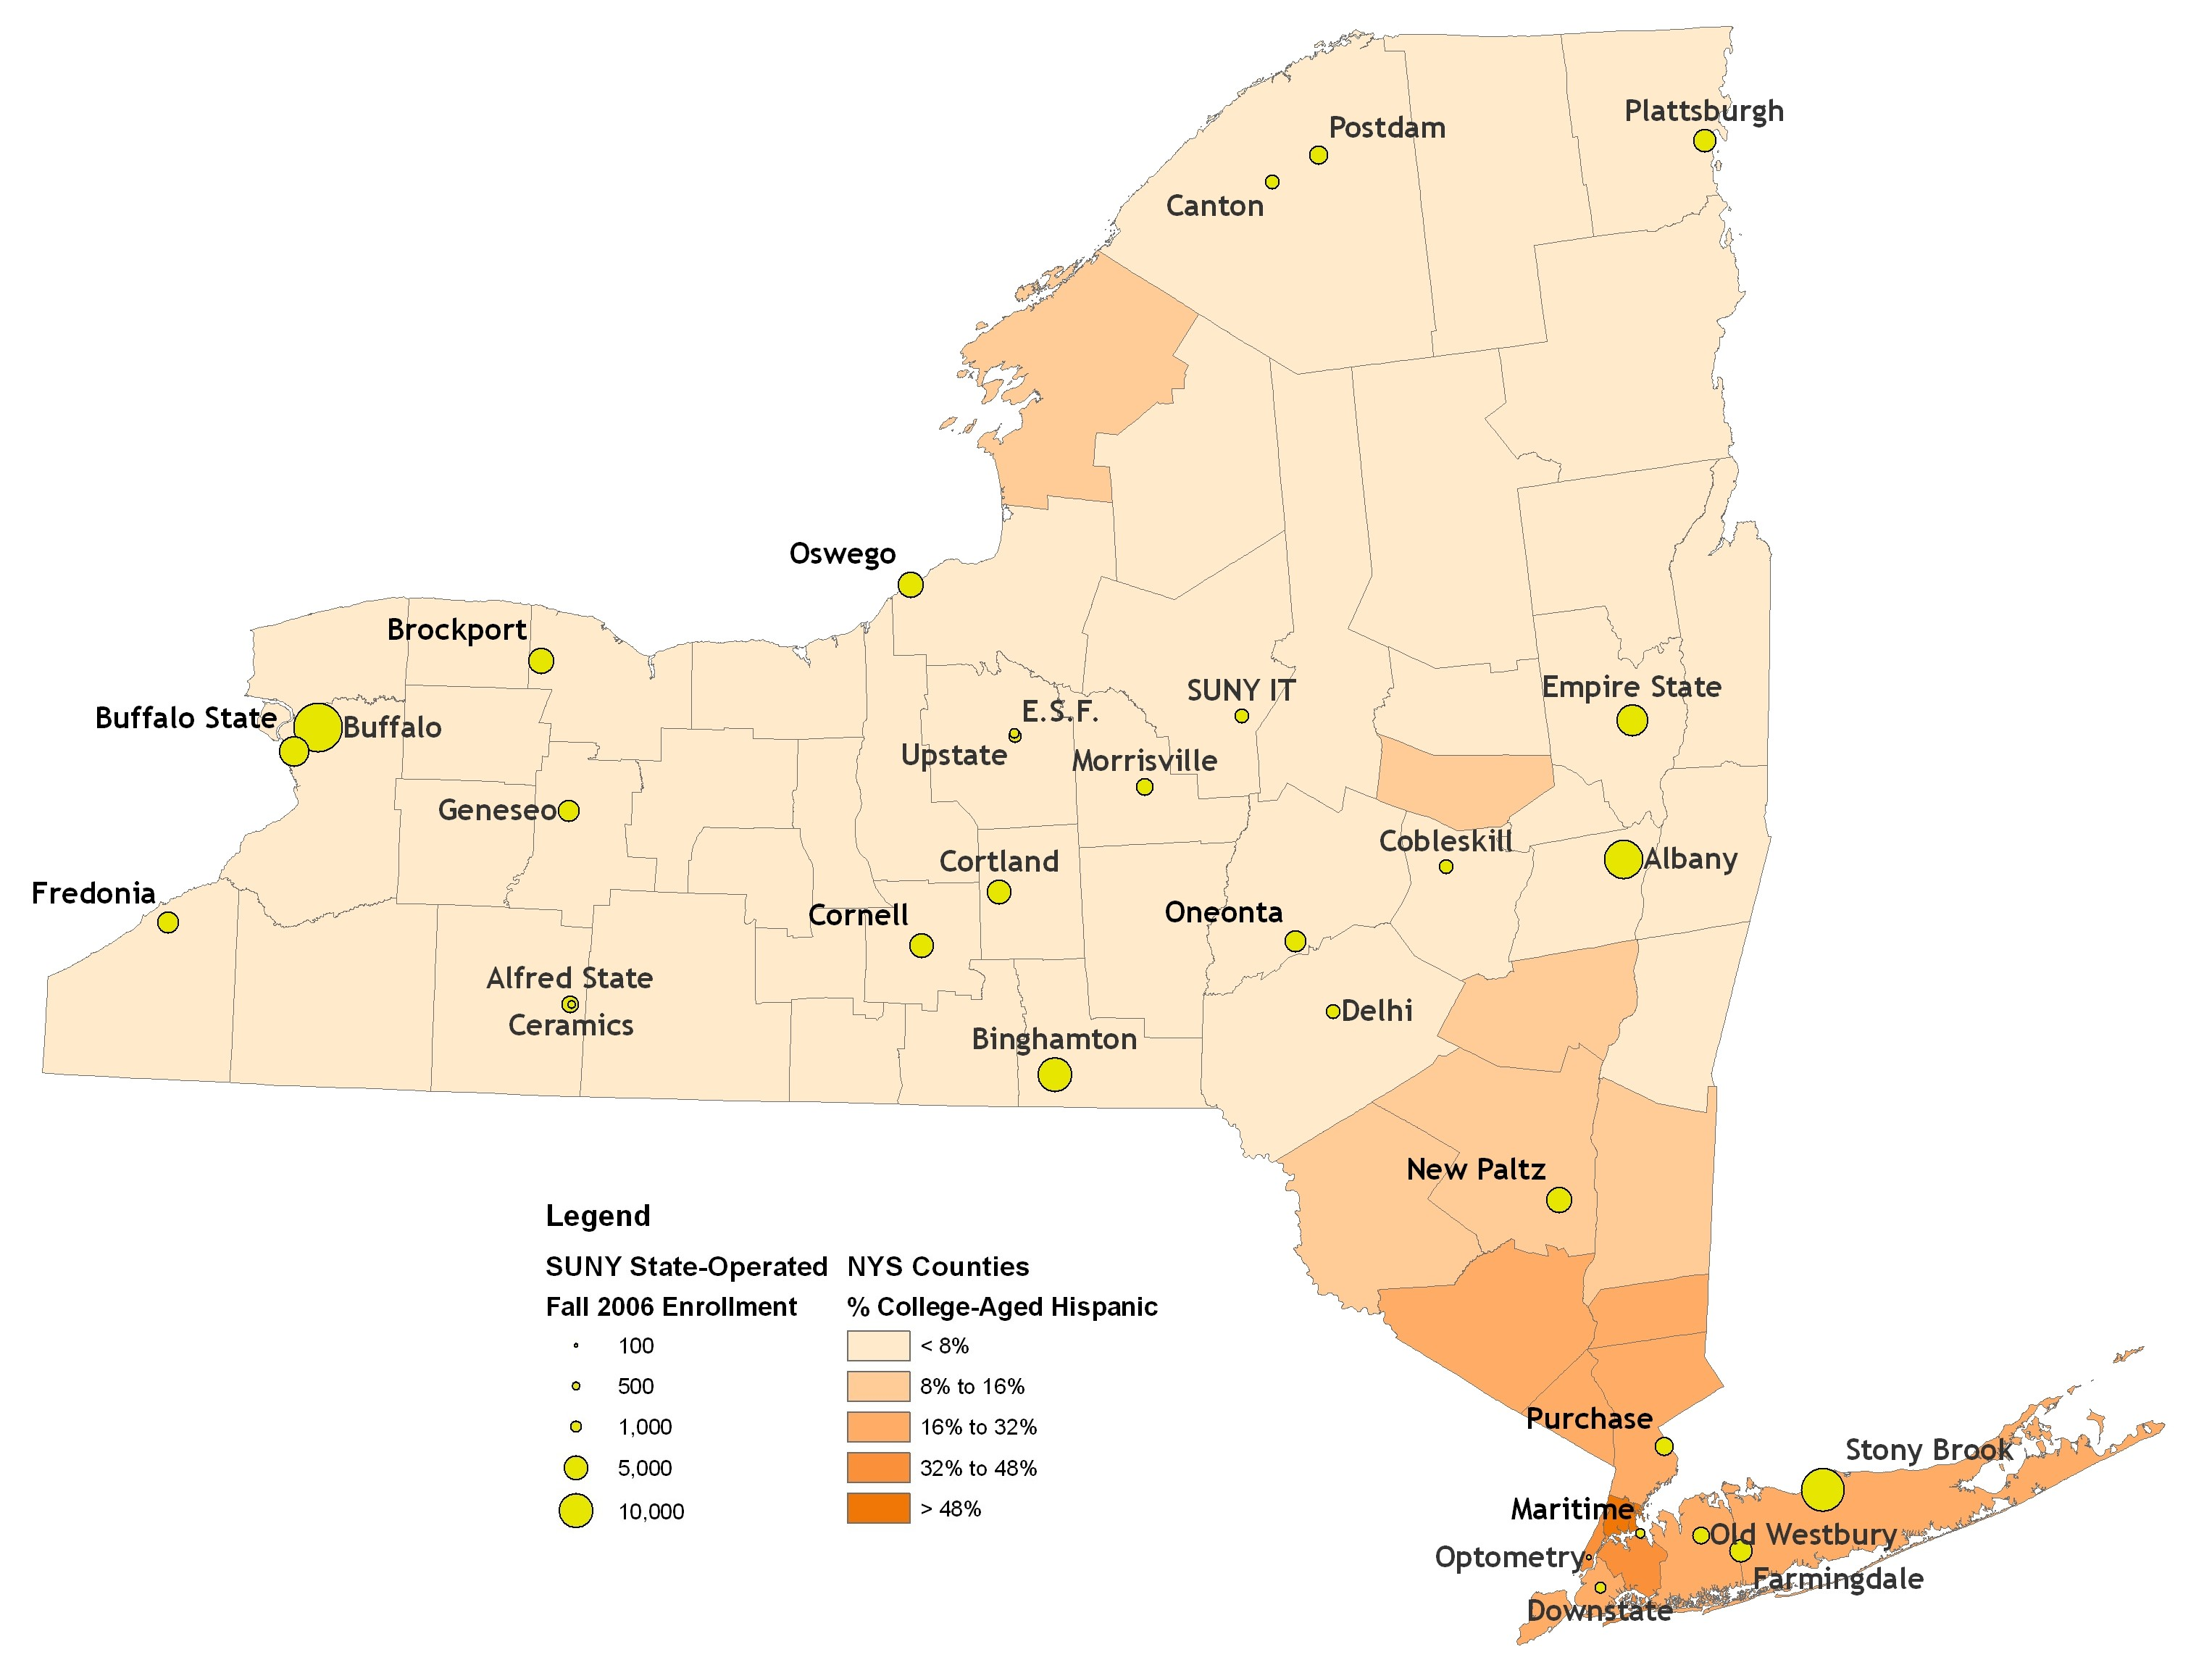 Plattsburgh
Postdam
Canton
Oswego
Brockport
Empire State
SUNY IT
E.S.F.
Buffalo State
Buffalo
Upstate
Morrisville
Geneseo
Cobleskill
Cortland
Albany
Fredonia
Cornell
Oneonta
Alfred State
Delhi
Ceramics
Binghamton
New Paltz
Legend
SUNY State-Operated
NYS Counties
Fall 2006 Enrollment
% College-Aged Hispanic
100
< 8%
500
8% to 16%
1,000
16% to 32%
5,000
32% to 48%
10,000
> 48%
Purchase
Stony Brook
Maritime
Old Westbury
Optometry
Farmingdale
Downstate